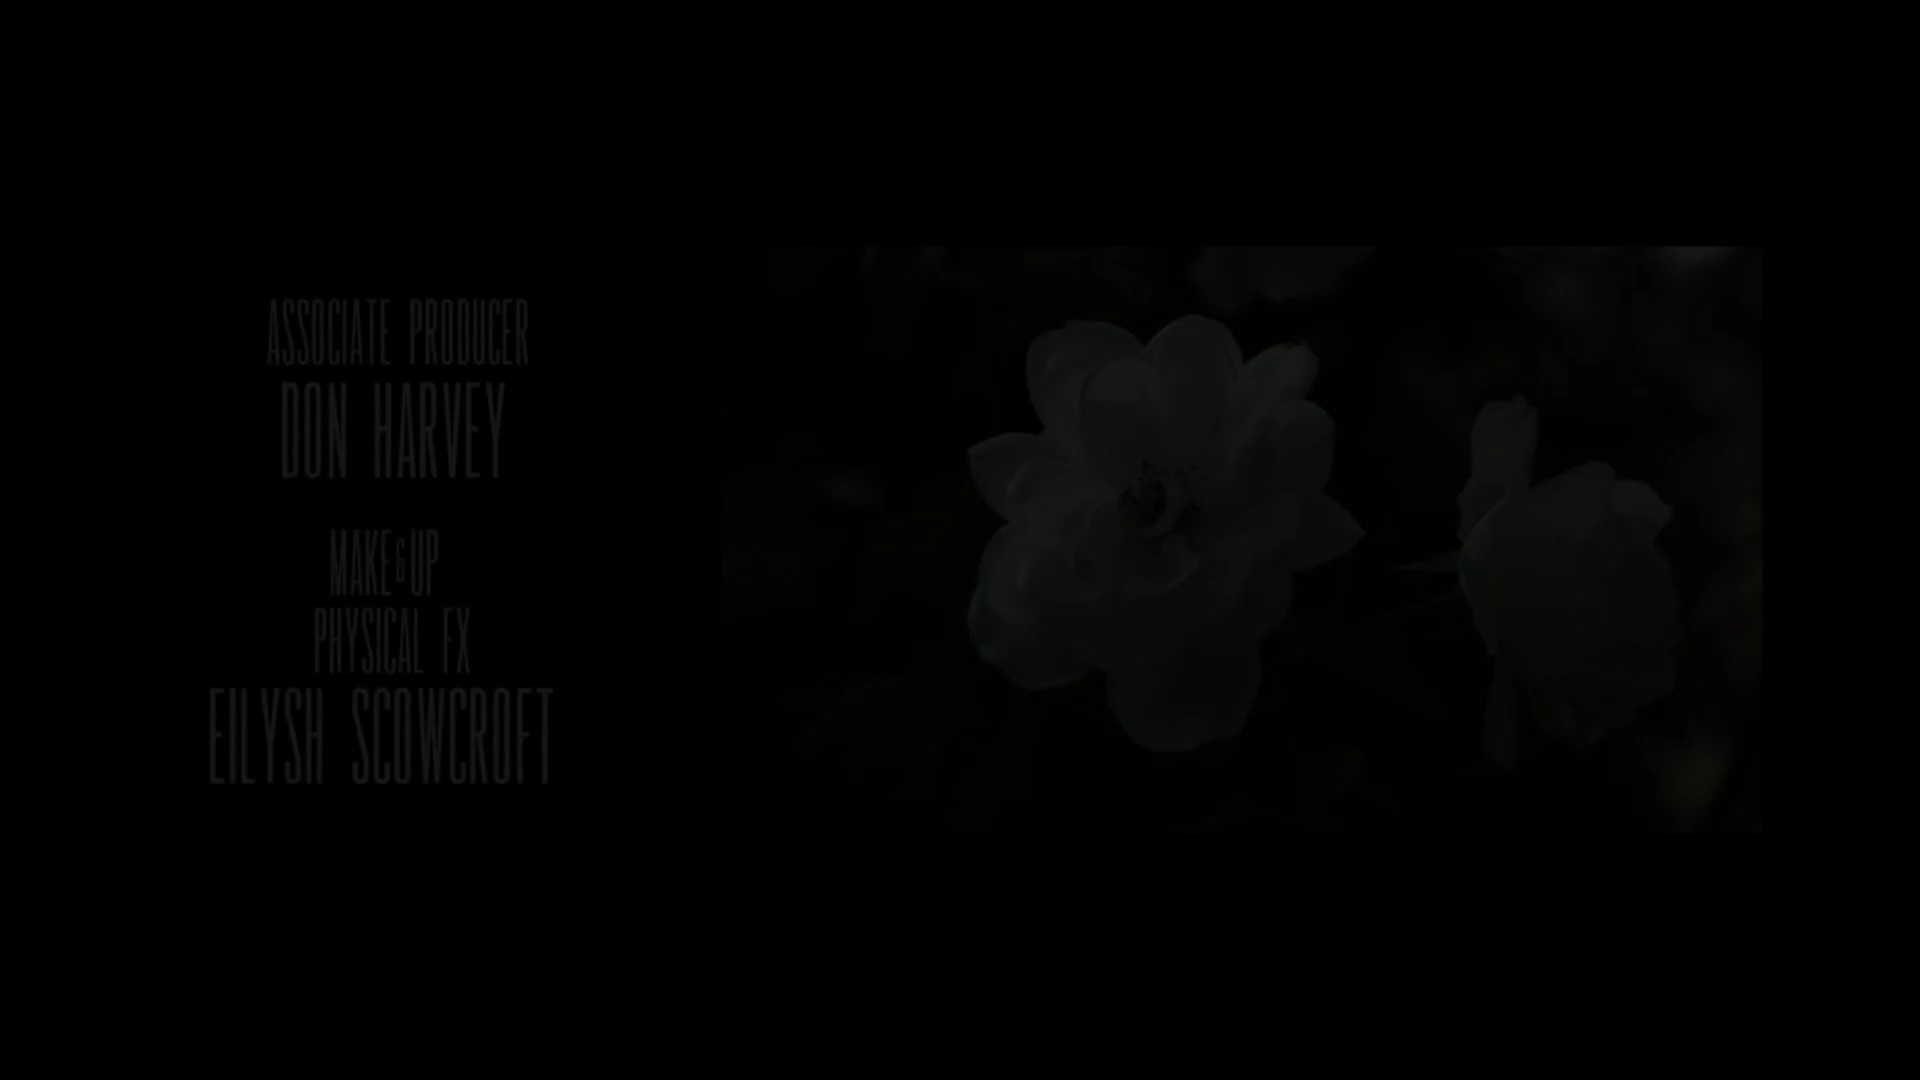 ASSOCIATE PRODUCER
DON HARVEY
MAKE & UP
PHYSICAL FX
EILYSH SCOWCROFT